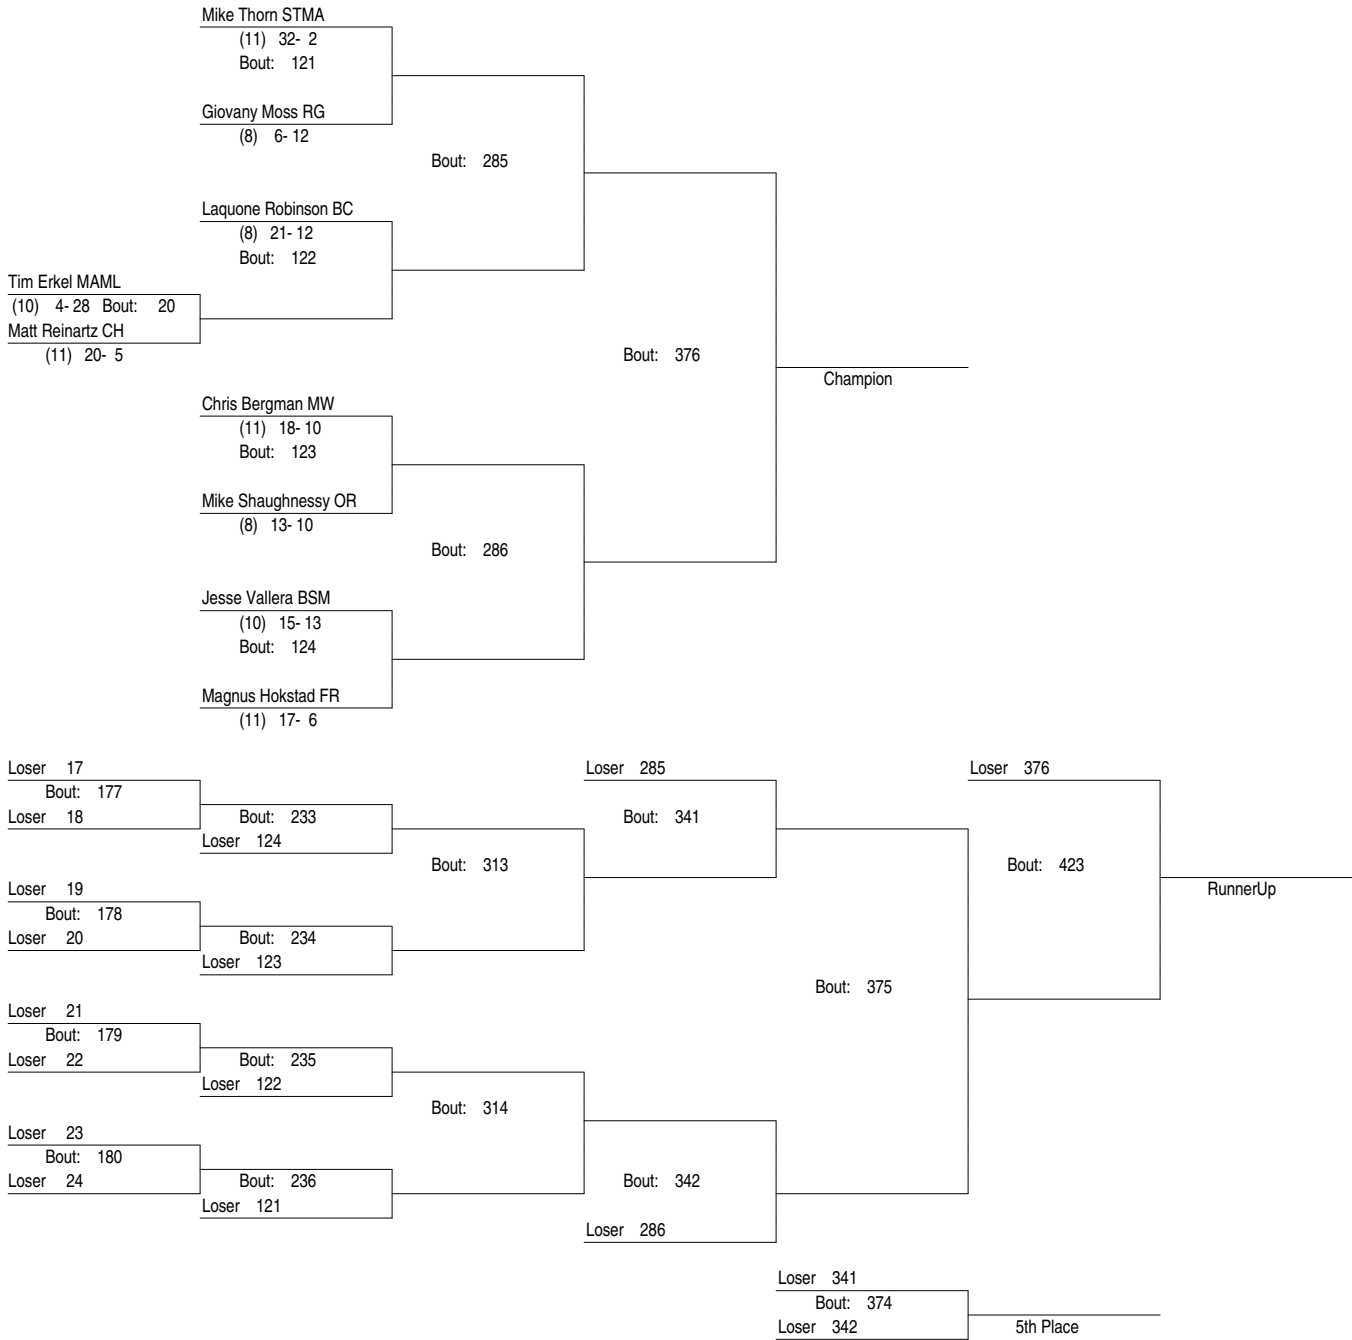 Mike Thorn STMA
(11) 32- 2
Bout: 121
Giovany Moss RG
(8) 6- 12
Bout: 285
Laquone Robinson BC
(8) 21- 12
Bout: 122
Tim Erkel MAML
(10) 4- 28 Bout: 20
Matt Reinartz CH
(11) 20- 5
Bout: 376
Champion
Chris Bergman MW
(11) 18- 10
Bout: 123
Mike Shaughnessy OR
(8) 13- 10
Bout: 286
Jesse Vallera BSM
(10) 15- 13
Bout: 124
Magnus Hokstad FR
(11) 17- 6
Loser 17
Bout: 177
Loser 18
Bout: 233
Loser 124
Bout: 313
Loser 19
Bout: 178
Loser 20
Bout: 234
Loser 123
Loser 285
Bout: 341
Loser 376
Bout: 423
RunnerUp
Bout: 375
Loser 21
Bout: 179
Loser 22
Bout: 235
Loser 122
Bout: 314
Loser 23
Bout: 180
Loser 24
Bout: 236
Loser 121
Bout: 342
Loser 286
Loser 341
Bout: 374
Loser 342
5th Place